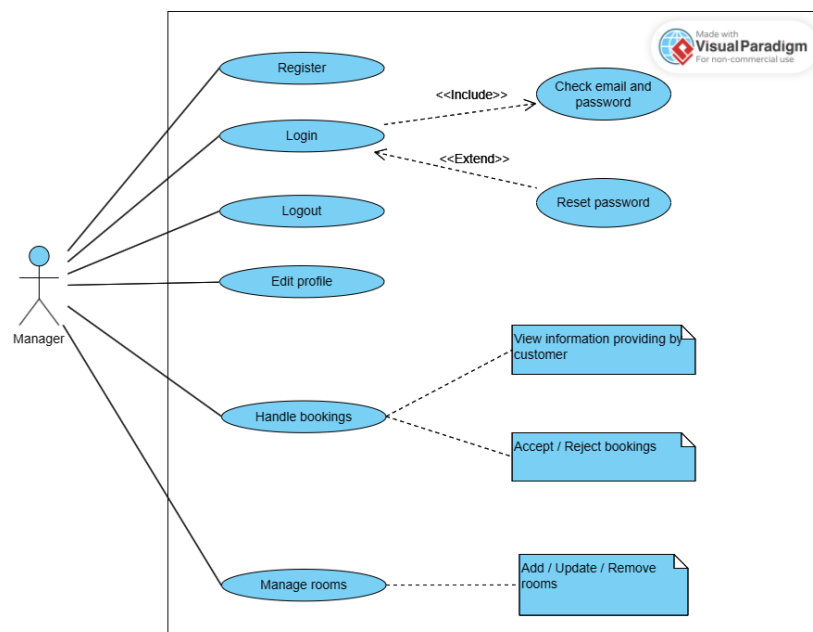 Made with
Visual Paradigm
For non-commercial use
Register
<<Include>>
Check email and
password
Login
<<Extend>>
Logout
Reset password
Edit profile
Manager
View information providing by
customer
Handle bookings
Accept / Reject bookings
Add / Update / Remove
rooms
Manage rooms